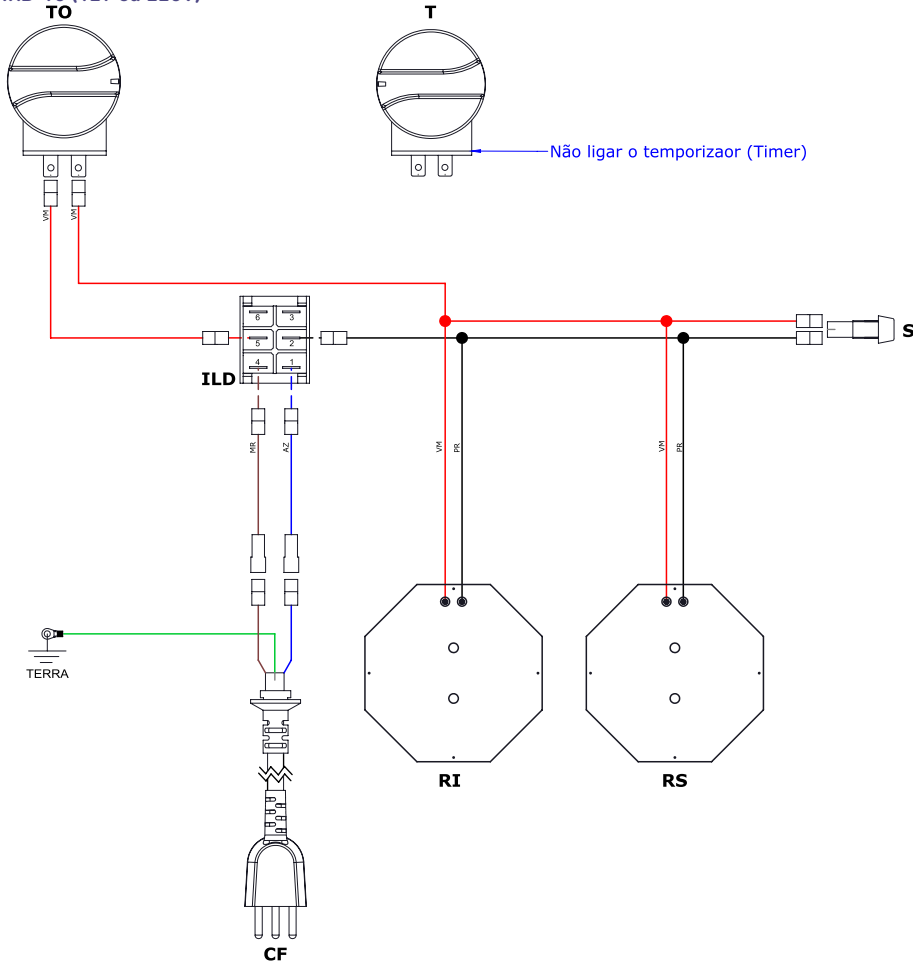 TO
T
Não ligar o temporizaor (Timer)
VM
VM
6
3
5
2
4
1
S
ILD
MR
AZ
VM
PR
VM
PR
TERRA
RI
RS
CF